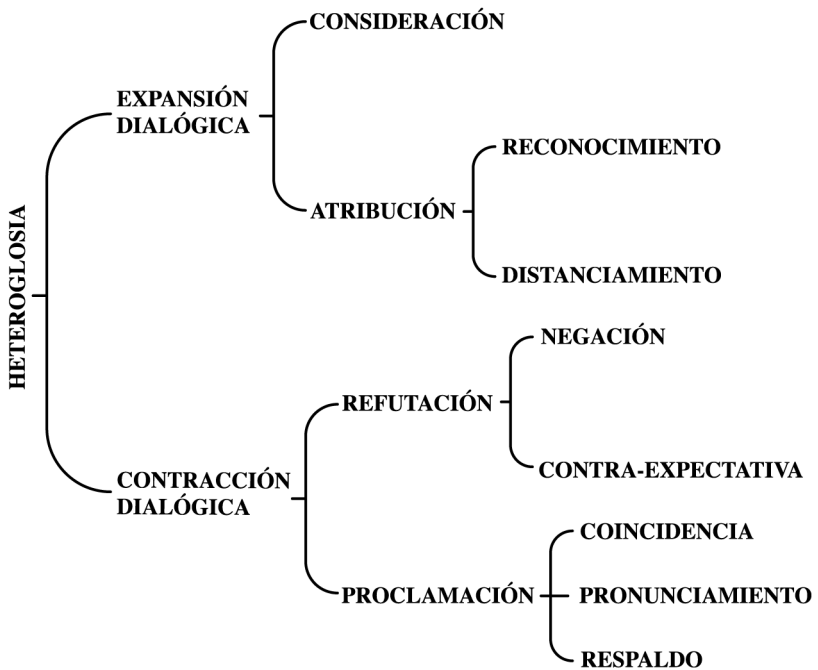 HETEROGLOSIA
EXPANSIÓN
DIALÓGICA
CONSIDERACIÓN
ATRIBUCIÓN
RECONOCIMIENTO
DISTANCIAMIENTO
CONTRACCIÓN
DIALÓGICA
REFUTACIÓN
NEGACIÓN
CONTRA-EXPECTATIVA
PROCLAMACIÓN
COINCIDENCIA
PRONUNCIAMIENTO
RESPALDO